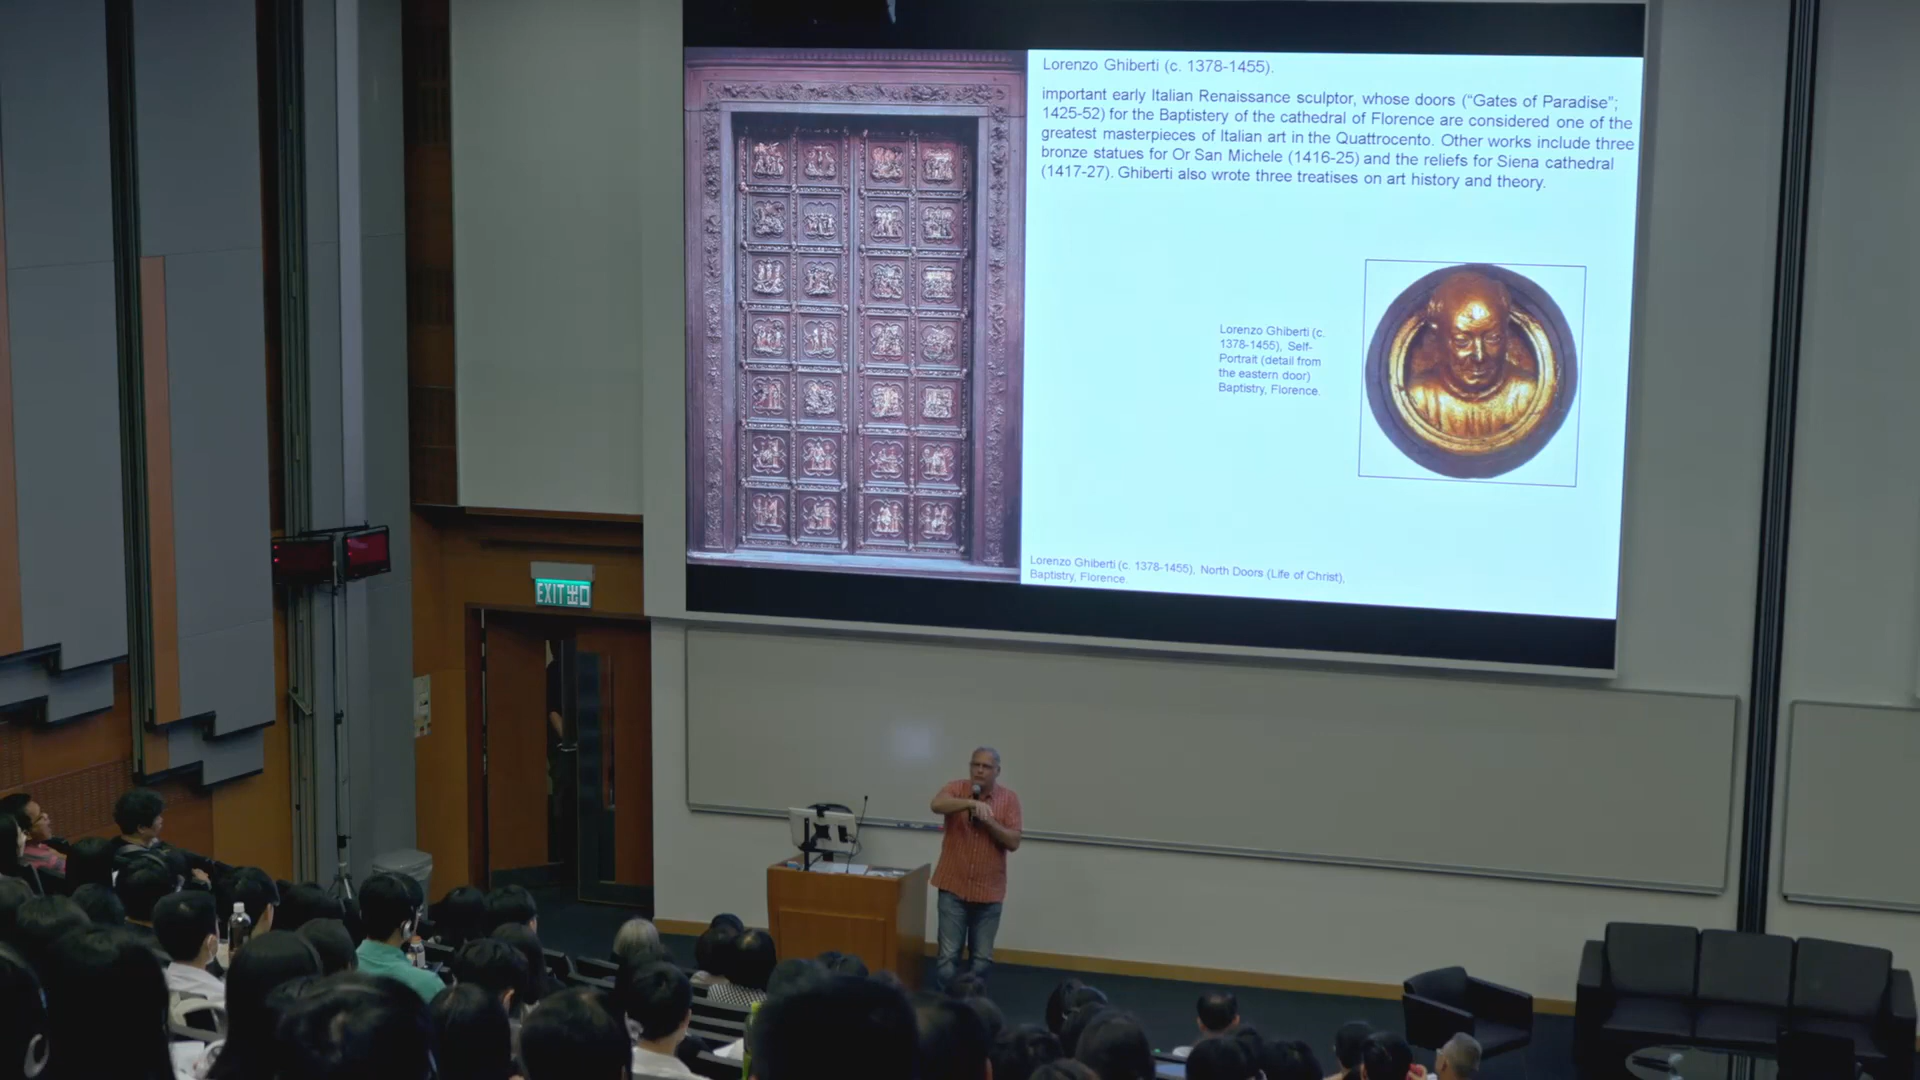 Lorenzo Ghiberti (c. 1378-1455).
important early Italian Renaissance sculptor, whose doors (“Gates of Paradise”;
1425-52) for the Baptistery of the cathedral of Florence are considered one of the
greatest masterpieces of Italian art in the Quattrocento. Other works include three
bronze statues for Or San Michele (1416-25) and the reliefs for Siena cathedral
(1417-27). Ghiberti also wrote three treatises on art history and theory.
Lorenzo Ghiberti (c.
1378-1455), Self-
Portrait (detail from
the eastern door)
Baptistry, Florence.
Lorenzo Ghiberti (c. 1378-1455), North Doors (Life of Christ),
Baptistry, Florence.
EXIT 出口